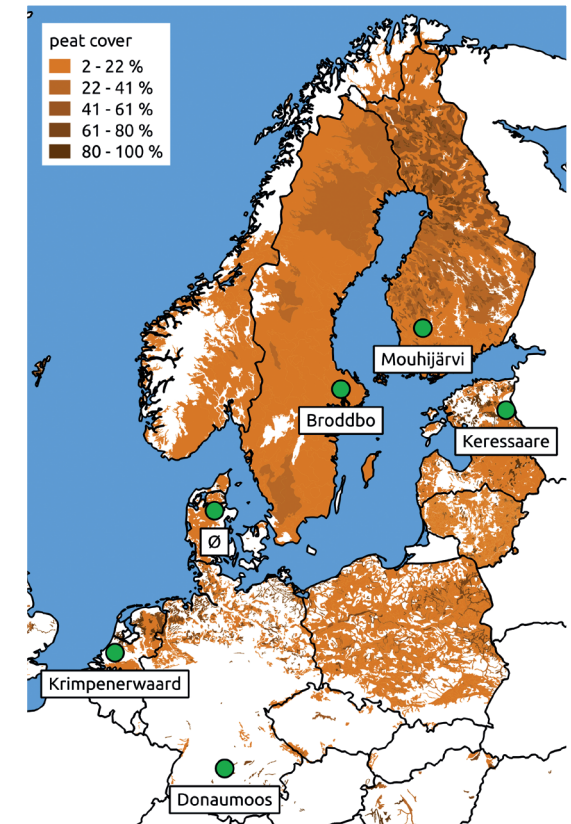 peat cover
2 - 22 %
22 - 41 %
41 - 61 %
61 - 80 %
80 - 100 %
Mouhijärvi
Broddbo
Keressaare
Ø
Krimpenerwaard
Donaumoos